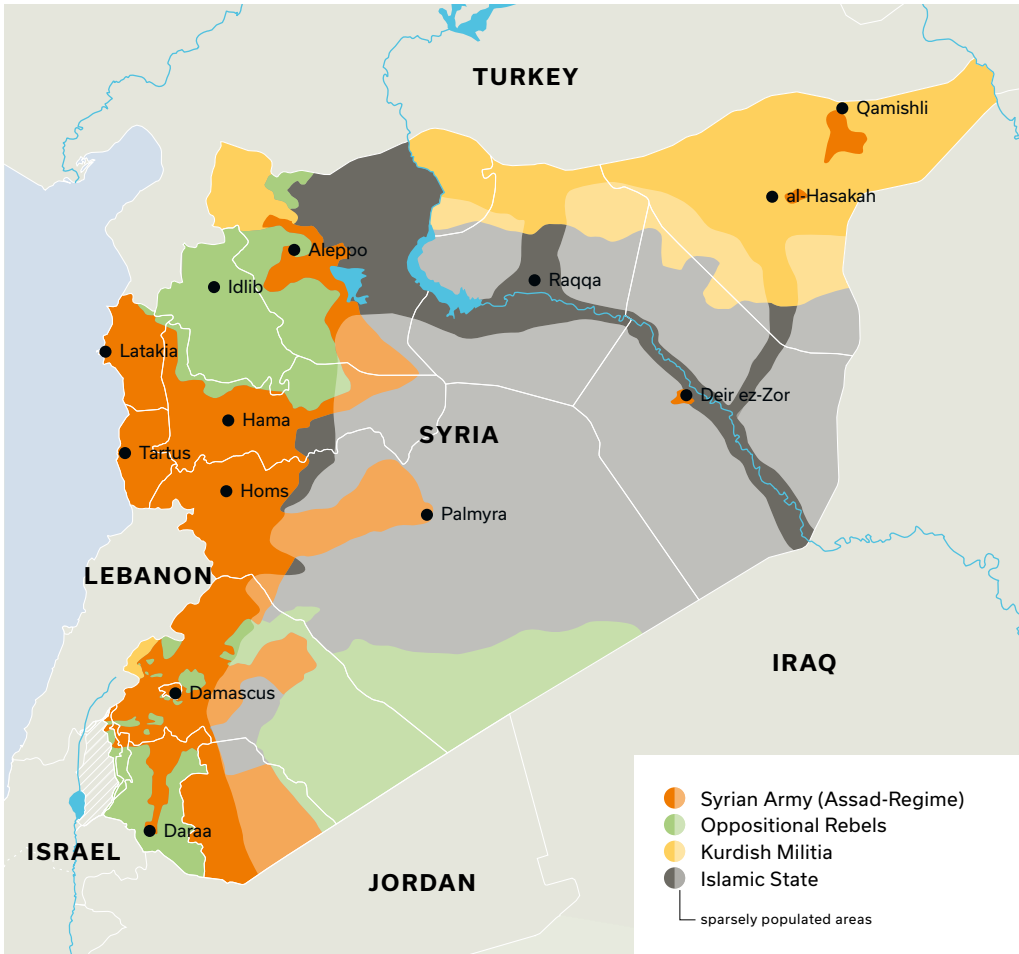 TURKEY
Qamishli
al-Hasakah
Aleppo
Raqqa
Idlib
Latakia
Deir ez-Zor
Hama
SYRIA
Tartus
Homs
Palmyra
LEBANON
IRAQ
Damascus
Daraa
ISRAEL
JORDAN
Syrian Army (Assad-Regime)
Oppositional Rebels
Kurdish Militia
Islamic State
sparsely populated areas